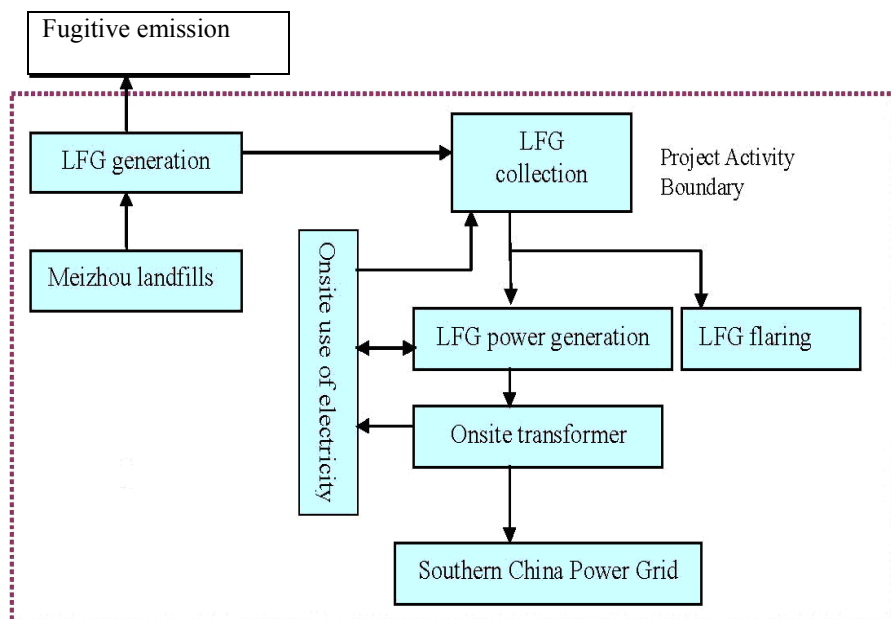 Fugitive emission
LFG generation
LFG
collection
Project Activity
Boundary
Meizhou landfills
Onsite use of electricity
LFG power generation
LFG flaring
Onsite transformer
Southern China Power Grid